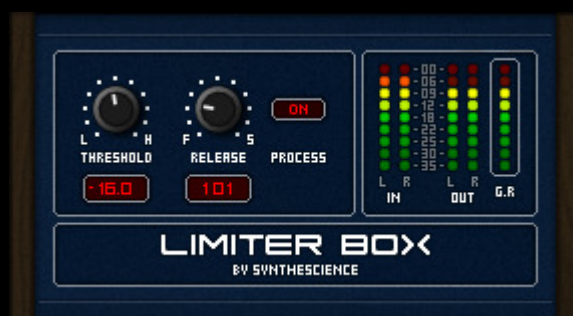 ON
L H F S
THRESHOLD RELEASE PROCESS
-16.0 101
-00-
-06-
-09-
-12-
18
-22-
-25-
-30-
-35-
L R L R
IN OUT G.R
LIMITER BOX
BY SYNTHESCIENCE